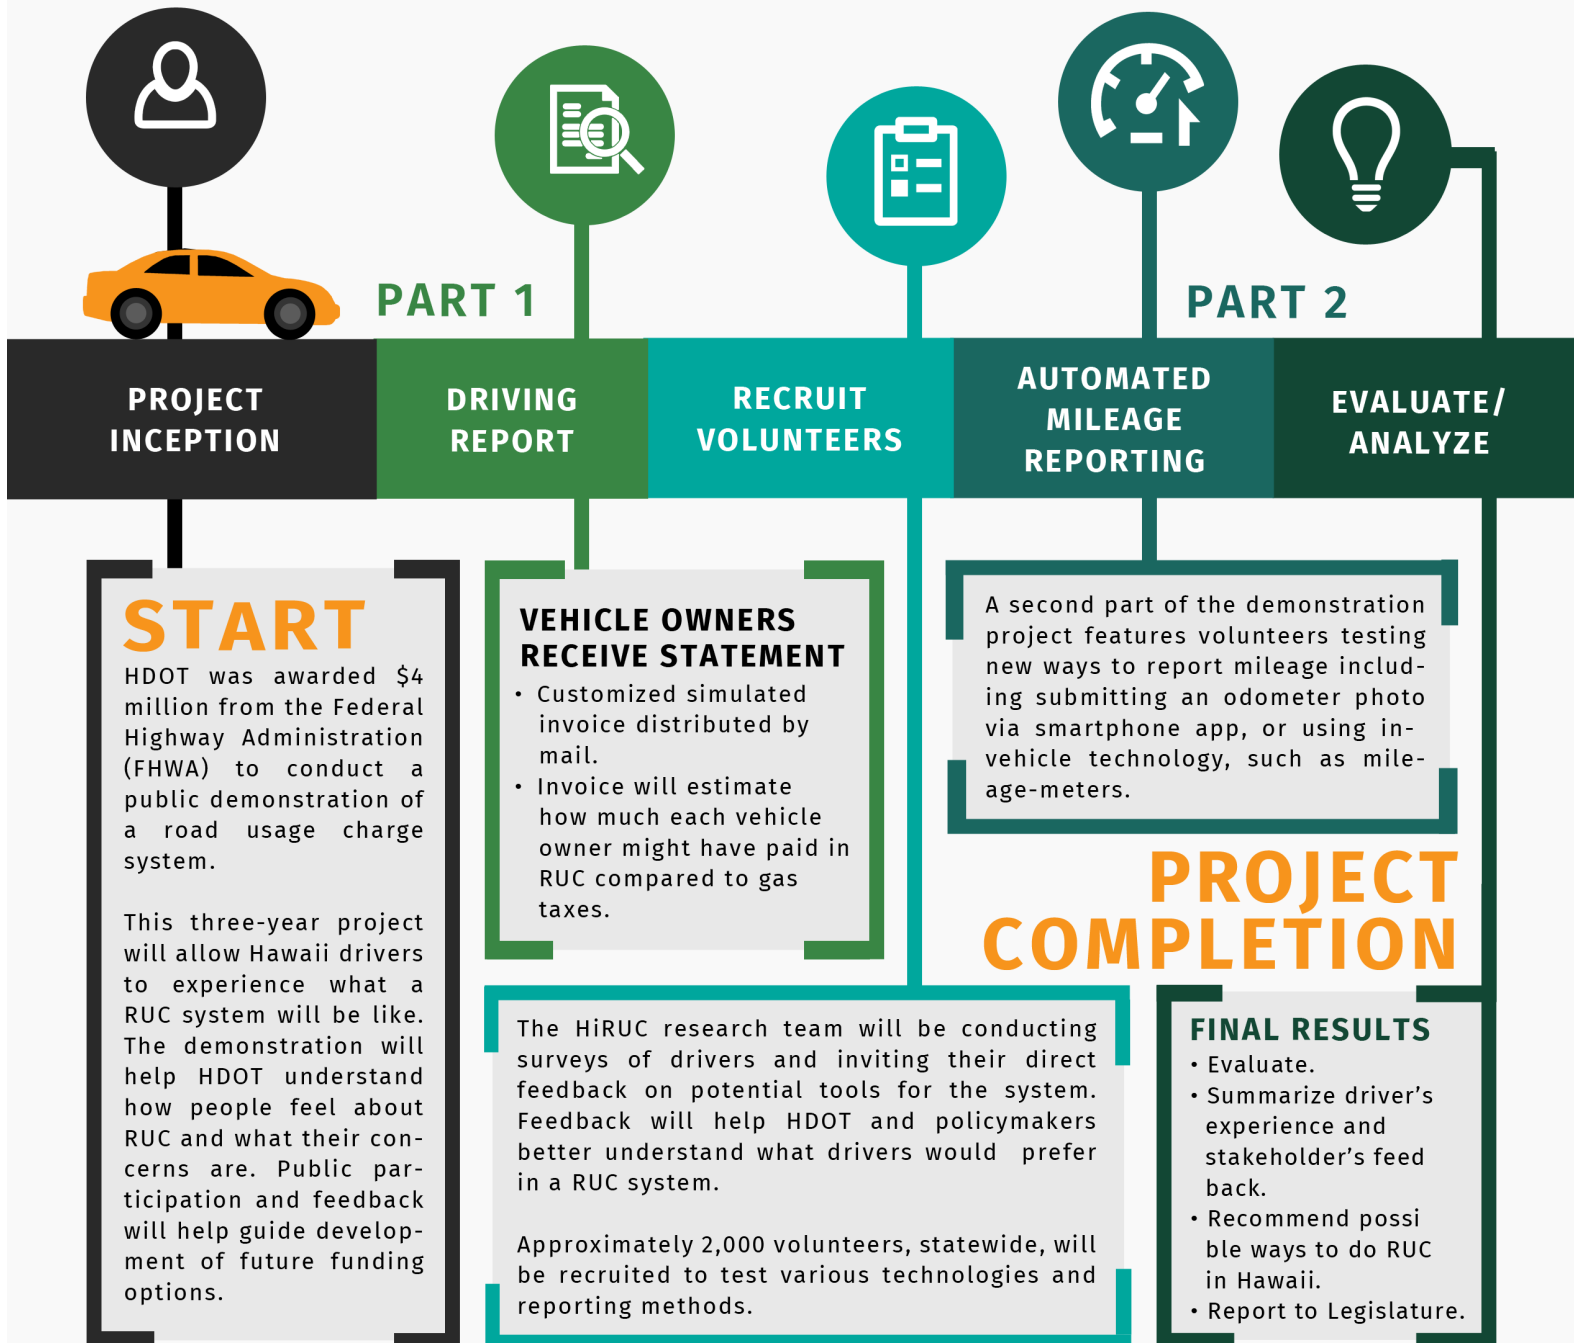 PART 1
PART 2
PROJECT
INCEPTION
DRIVING
REPORT
RECRUIT
VOLUNTEERS
AUTOMATED
MILEAGE
REPORTING
EVALUATE/
ANALYZE
START
HDOT was awarded $4
million from the Federal
Highway Administration
(FHWA) to conduct a
public demonstration of
a road usage charge
system.
This three-year project
will allow Hawaii drivers
to experience what a
RUC system will be like.
The demonstration will
help HDOT understand
how people feel about
RUC and what their con-
cerns are. Public par-
ticipation and feedback
will help guide develop-
ment of future funding
options.
VEHICLE OWNERS
RECEIVE STATEMENT
• Customized simulated
invoice distributed by
mail.
• Invoice will estimate
how much each vehicle
owner might have paid in
RUC compared to gas
taxes.
The HiRUC research team will be conducting
surveys of drivers and inviting their direct
feedback on potential tools for the system.
Feedback will help HDOT and policymakers
better understand what drivers would prefer
in a RUC system.
Approximately 2,000 volunteers, statewide, will
be recruited to test various technologies and
reporting methods.
A second part of the demonstration
project features volunteers testing
new ways to report mileage includ-
ing submitting an odometer photo
via smartphone app, or using in-
vehicle technology, such as mile-
age-meters.
PROJECT
COMPLETION
FINAL RESULTS
• Evaluate.
• Summarize driver's
experience and
stakeholder's feed
back.
• Recommend possi
ble ways to do RUC
in Hawaii.
• Report to Legislature.